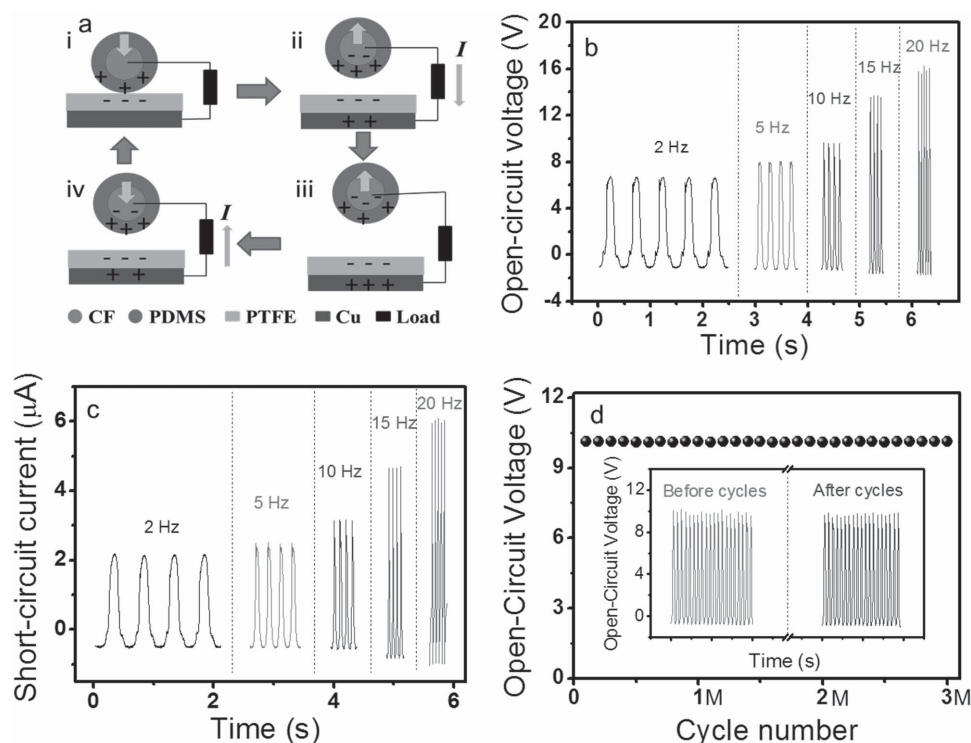 a
i
+ + +
- - -
ii
- -
+ + +
- - -
+ +
I
iv
- -
+ + +
- - -
+ +
I
iii
- - -
+ + +
- - -
+++
CF PDMS PTFE Cu Load
b
Open-circuit voltage (V)
20
16
12
8
4
0
-4
2 Hz
5 Hz
10 Hz
15 Hz
20 Hz
0 1 2 3 4 5 6
Time (s)
c
Short-circuit current (μA)
6
4
2
0
2 Hz
5 Hz
10 Hz
15 Hz
20 Hz
0 2 4 6
Time (s)
d
Open-Circuit Voltage (V)
12
9
6
3
0
Open-Circuit Voltage (V)
12
8
4
0
Before cycles
After cycles
Time (s)
0 1M 2M 3M
Cycle number